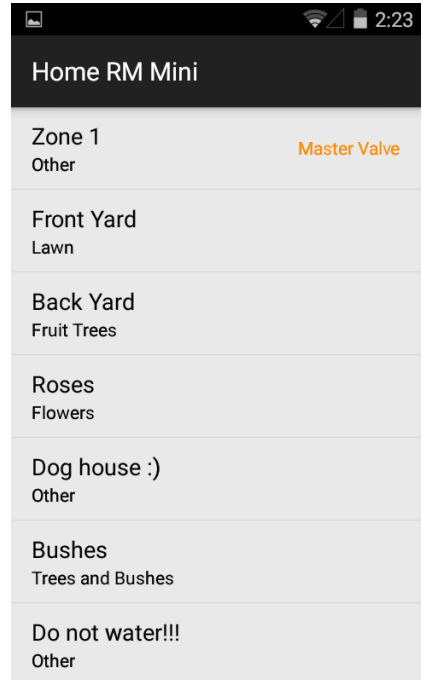 2:23
Home RM Mini
Zone 1
Other
Master Valve
Front Yard
Lawn
Back Yard
Fruit Trees
Roses
Flowers
Dog house :)
Other
Bushes
Trees and Bushes
Do not water!!!
Other